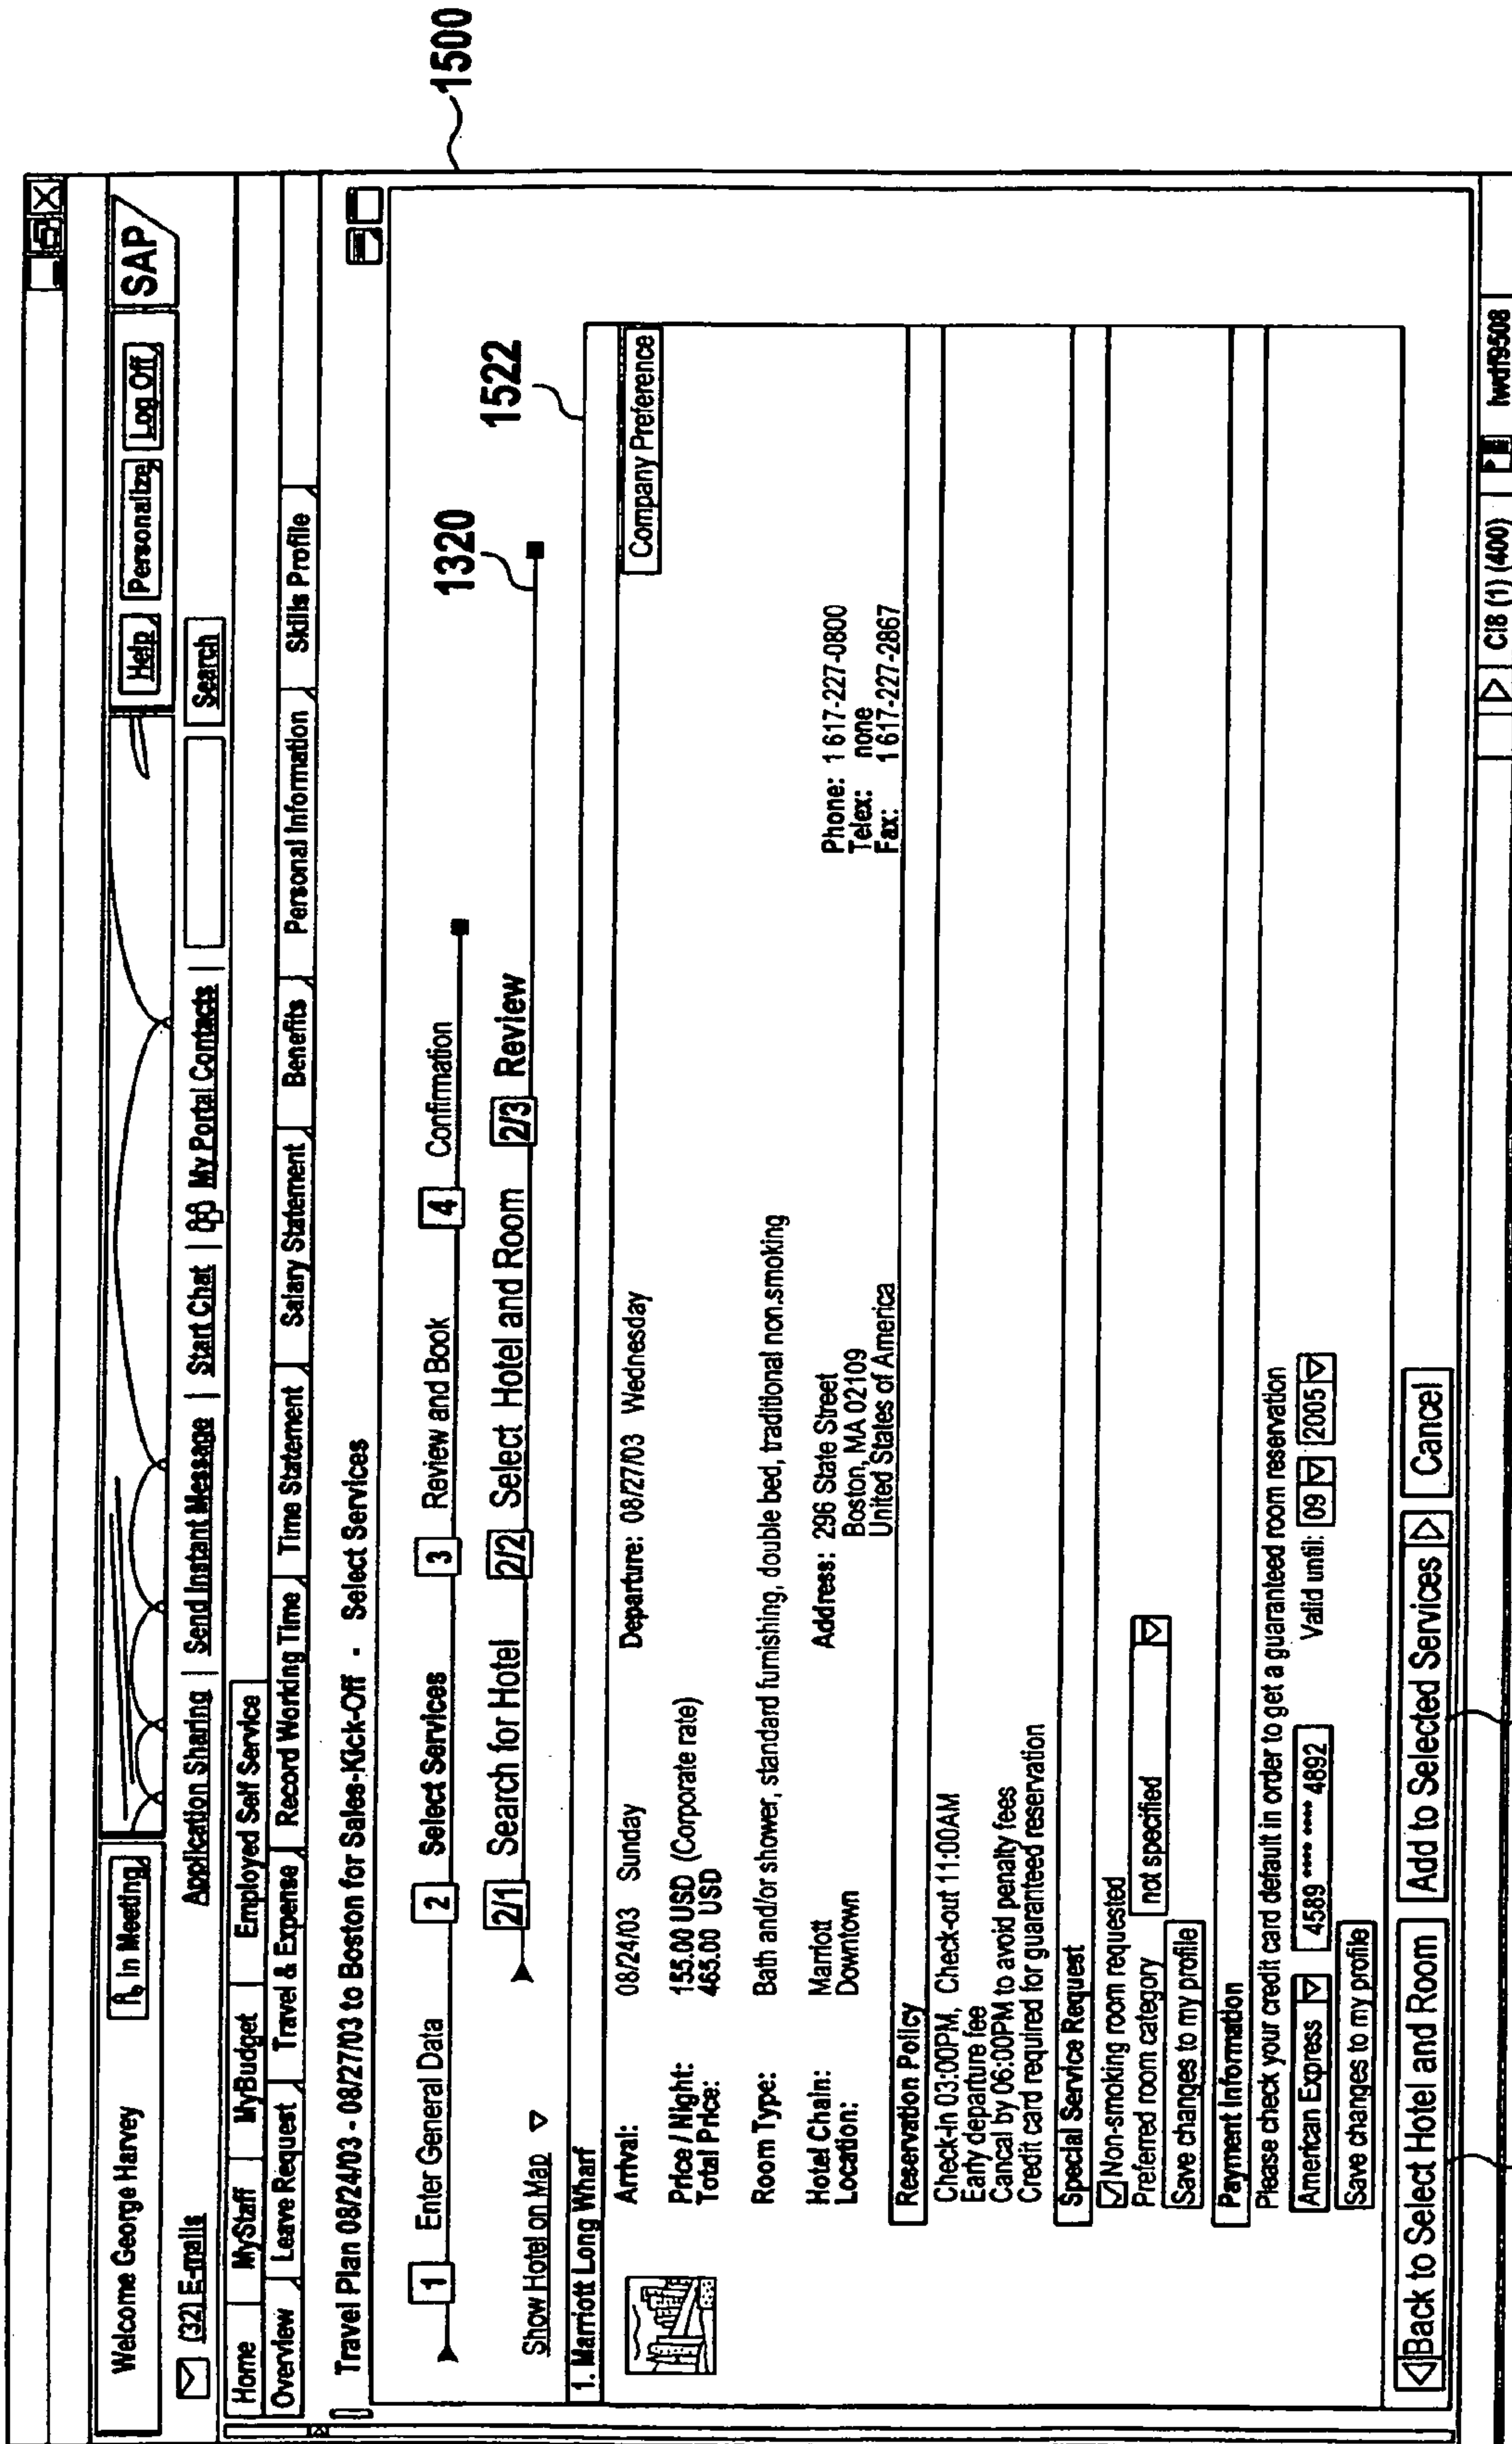 Welcome George Harvey
In Meeting
Help Personalize Log Off SAP
(32) E-mails
Application Sharing | Send Instant Message | Start Chat | My Portal Contacts |
Search
Home MyStaff MyBudget Employed Self Service
Overview Leave Request Travel & Expense Record Working Time Time Statement Salary Statement Benefits Personal Information Skills Profile
Travel Plan 08/24/03 - 08/27/03 to Boston for Sales-Kick-Off - Select Services
1500
1 Enter General Data 2 Select Services 3 Review and Book 4 Confirmation
1320
2/1 Search for Hotel 2/2 Select Hotel and Room 2/3 Review
1522
Show Hotel on Map
1. Marriott Long Wharf
Company Preference
Arrival: 08/24/03 Sunday Departure: 08/27/03 Wednesday
Price / Night: 155.00 USD (Corporate rate)
Total Price: 465.00 USD
Room Type: Bath and/or shower, standard furnishing, double bed, traditional non.smoking
Hotel Chain: Marriott Address: 296 State Street Phone: 1 617-227-0800
Location: Downtown Boston, MA 02109 Telex: none
United States of America Fax: 1 617-227-2867
Reservation Policy
Check-in 03:00PM, Check-out 11:00AM
Early departure fee
Cancal by 06:00PM to avoid penalty fees
Credit card required for guaranteed reservation
Special Service Request
Non-smoking room requested
Preferred room category not specified
Save changes to my profile
Payment Information
Please check your credit card default in order to get a guaranteed room reservation
American Express 4589 **** **** 4892 Valid until: 09 2005
Save changes to my profile
Back to Select Hotel and Room Add to Selected Services Cancel
CI8 (1) (400) iwdf9508